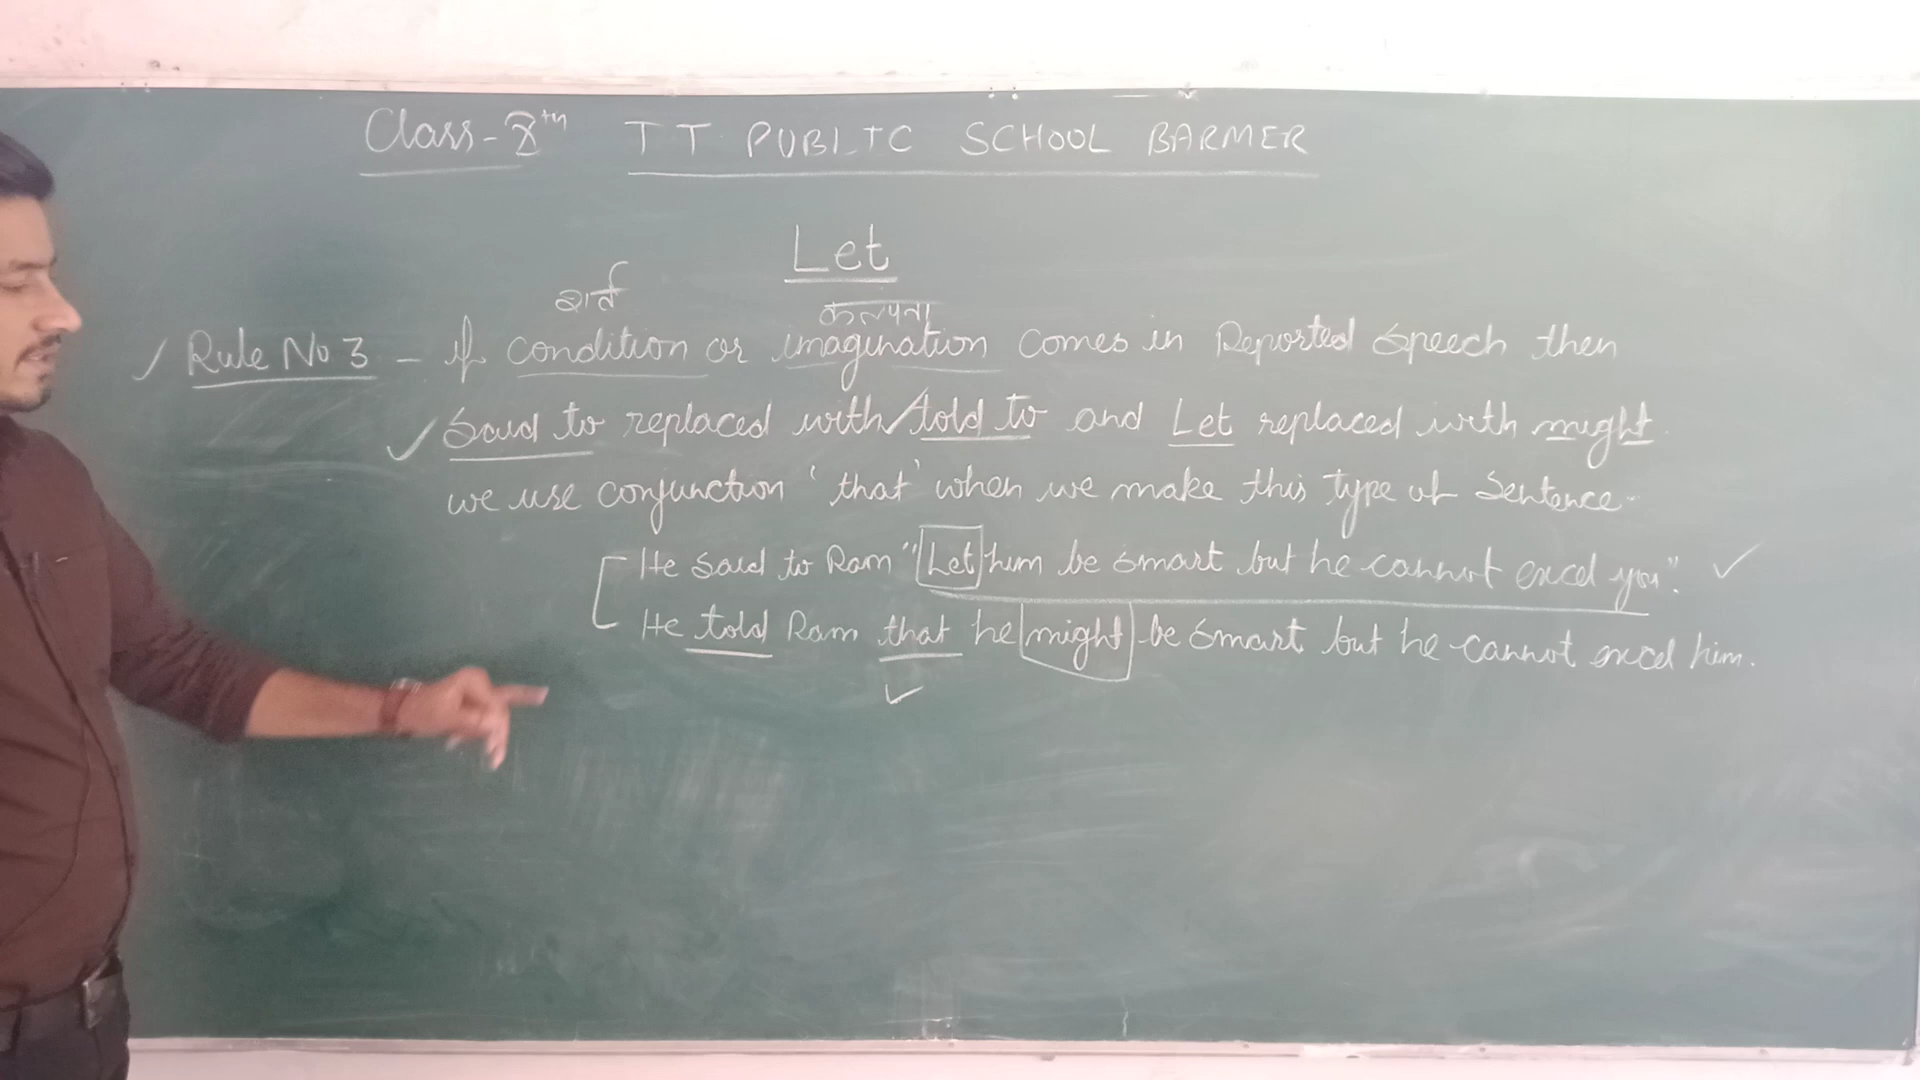 Class-8th TT PUBLIC SCHOOL BARMER
Let
शर्त कल्पना
Rule No 3 - if condition or imagination comes in Reported speech then
Said to replaced with/told to and Let replaced with might.
we use conjunction 'that' when we make this type of Sentence.
He said to Ram "Let him be smart but he cannot excel you".
He told Ram that he might be smart but he cannot excel him.